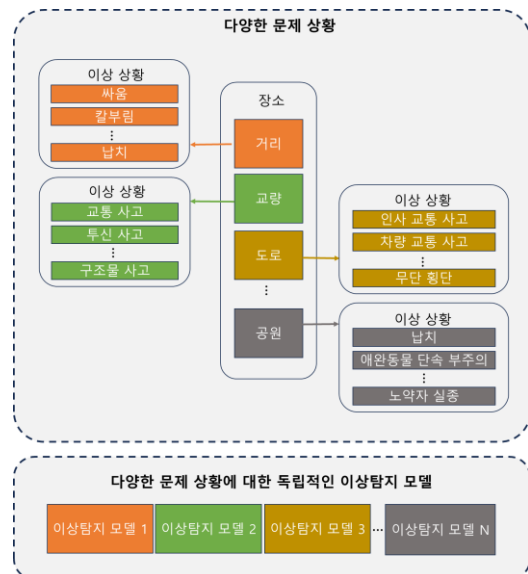 다양한 문제 상황
이상 상황
싸움
칼부림
⋮
납치
이상 상황
교통 사고
투신 사고
⋮
구조물 사고
장소
거리
교량
도로
⋮
공원
이상 상황
인사 교통 사고
차량 교통 사고
⋮
무단 횡단
이상 상황
납치
애완동물 단속 부주의
⋮
노약자 실종
다양한 문제 상황에 대한 독립적인 이상탐지 모델
이상탐지 모델 1 이상탐지 모델 2 이상탐지 모델 3 ⋯ 이상탐지 모델 N